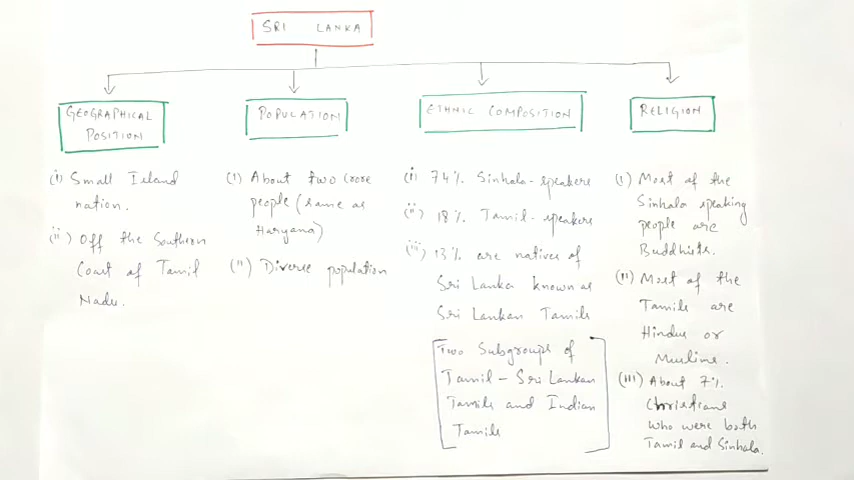 SRI LANKA
GEOGRAPHICAL
POSITION
(i) Small Island
nation.
(ii) Off the Southern
Coast of Tamil
Nadu.
POPULATION
(i) About two crore
people (same as
Haryana)
(ii) Diverse population
ETHNIC COMPOSITION
(i) 74% Sinhala-speakers
(ii) 18% Tamil-speakers
(iii) 13% are natives of
Sri Lanka known as
Sri Lankan Tamils
[Two Subgroups of
Tamil - Sri Lankan
Tamils and Indian
Tamils]
RELIGION
(i) Most of the
Sinhala speaking
people are
Buddhists.
(ii) Most of the
Tamils are
Hindus or
Muslims.
(iii) About 7%
Christians
who were both
Tamil and Sinhala.